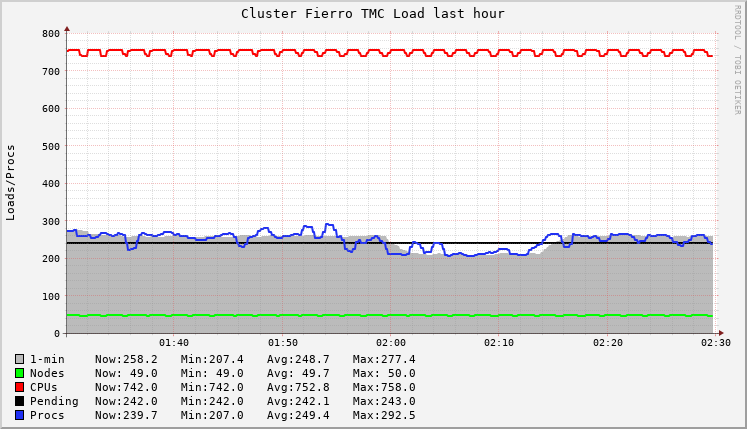 Cluster Fierro TMC Load last hour
RRDTOOL / TOBI OETIKER
Loads/Procs
800
700
600
500
400
300
200
100
0
01:40 01:50 02:00 02:10 02:20 02:30
1-min Now:258.2 Min:207.4 Avg:248.7 Max:277.4
Nodes Now: 49.0 Min: 49.0 Avg: 49.7 Max: 50.0
CPUs Now:742.0 Min:742.0 Avg:752.8 Max:758.0
Pending Now:242.0 Min:242.0 Avg:242.1 Max:243.0
Procs Now:239.7 Min:207.0 Avg:249.4 Max:292.5